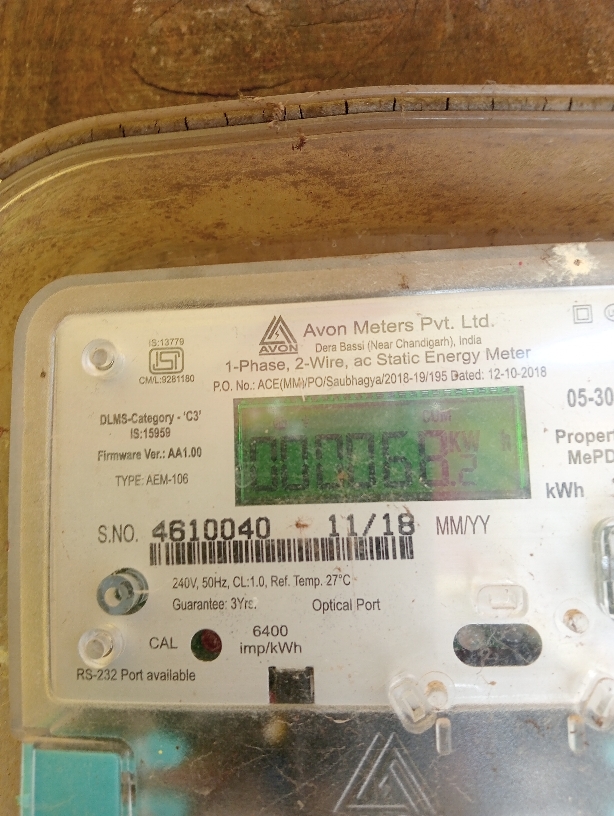 Avon Meters Pvt. Ltd.
AVON
Dera Bassi (Near Chandigarh), India
1-Phase, 2-Wire, ac Static Energy Meter
P.O. No.: ACE(MM)/PO/Saubhagya/2018-19/195 Dated: 12-10-2018
IS:13779
ISI
CM/L:9281180
DLMS-Category - 'C3'
IS:15959
Firmware Ver.: AA1.00
TYPE: AEM-106
CUM
KW h
05-30
Propert
MePD
kWh
S.NO. 4610040 11/18 MM/YY
240V, 50Hz, CL:1.0, Ref. Temp. 27°C
Guarantee: 3Yrs. Optical Port
CAL
6400
imp/kWh
RS-232 Port available